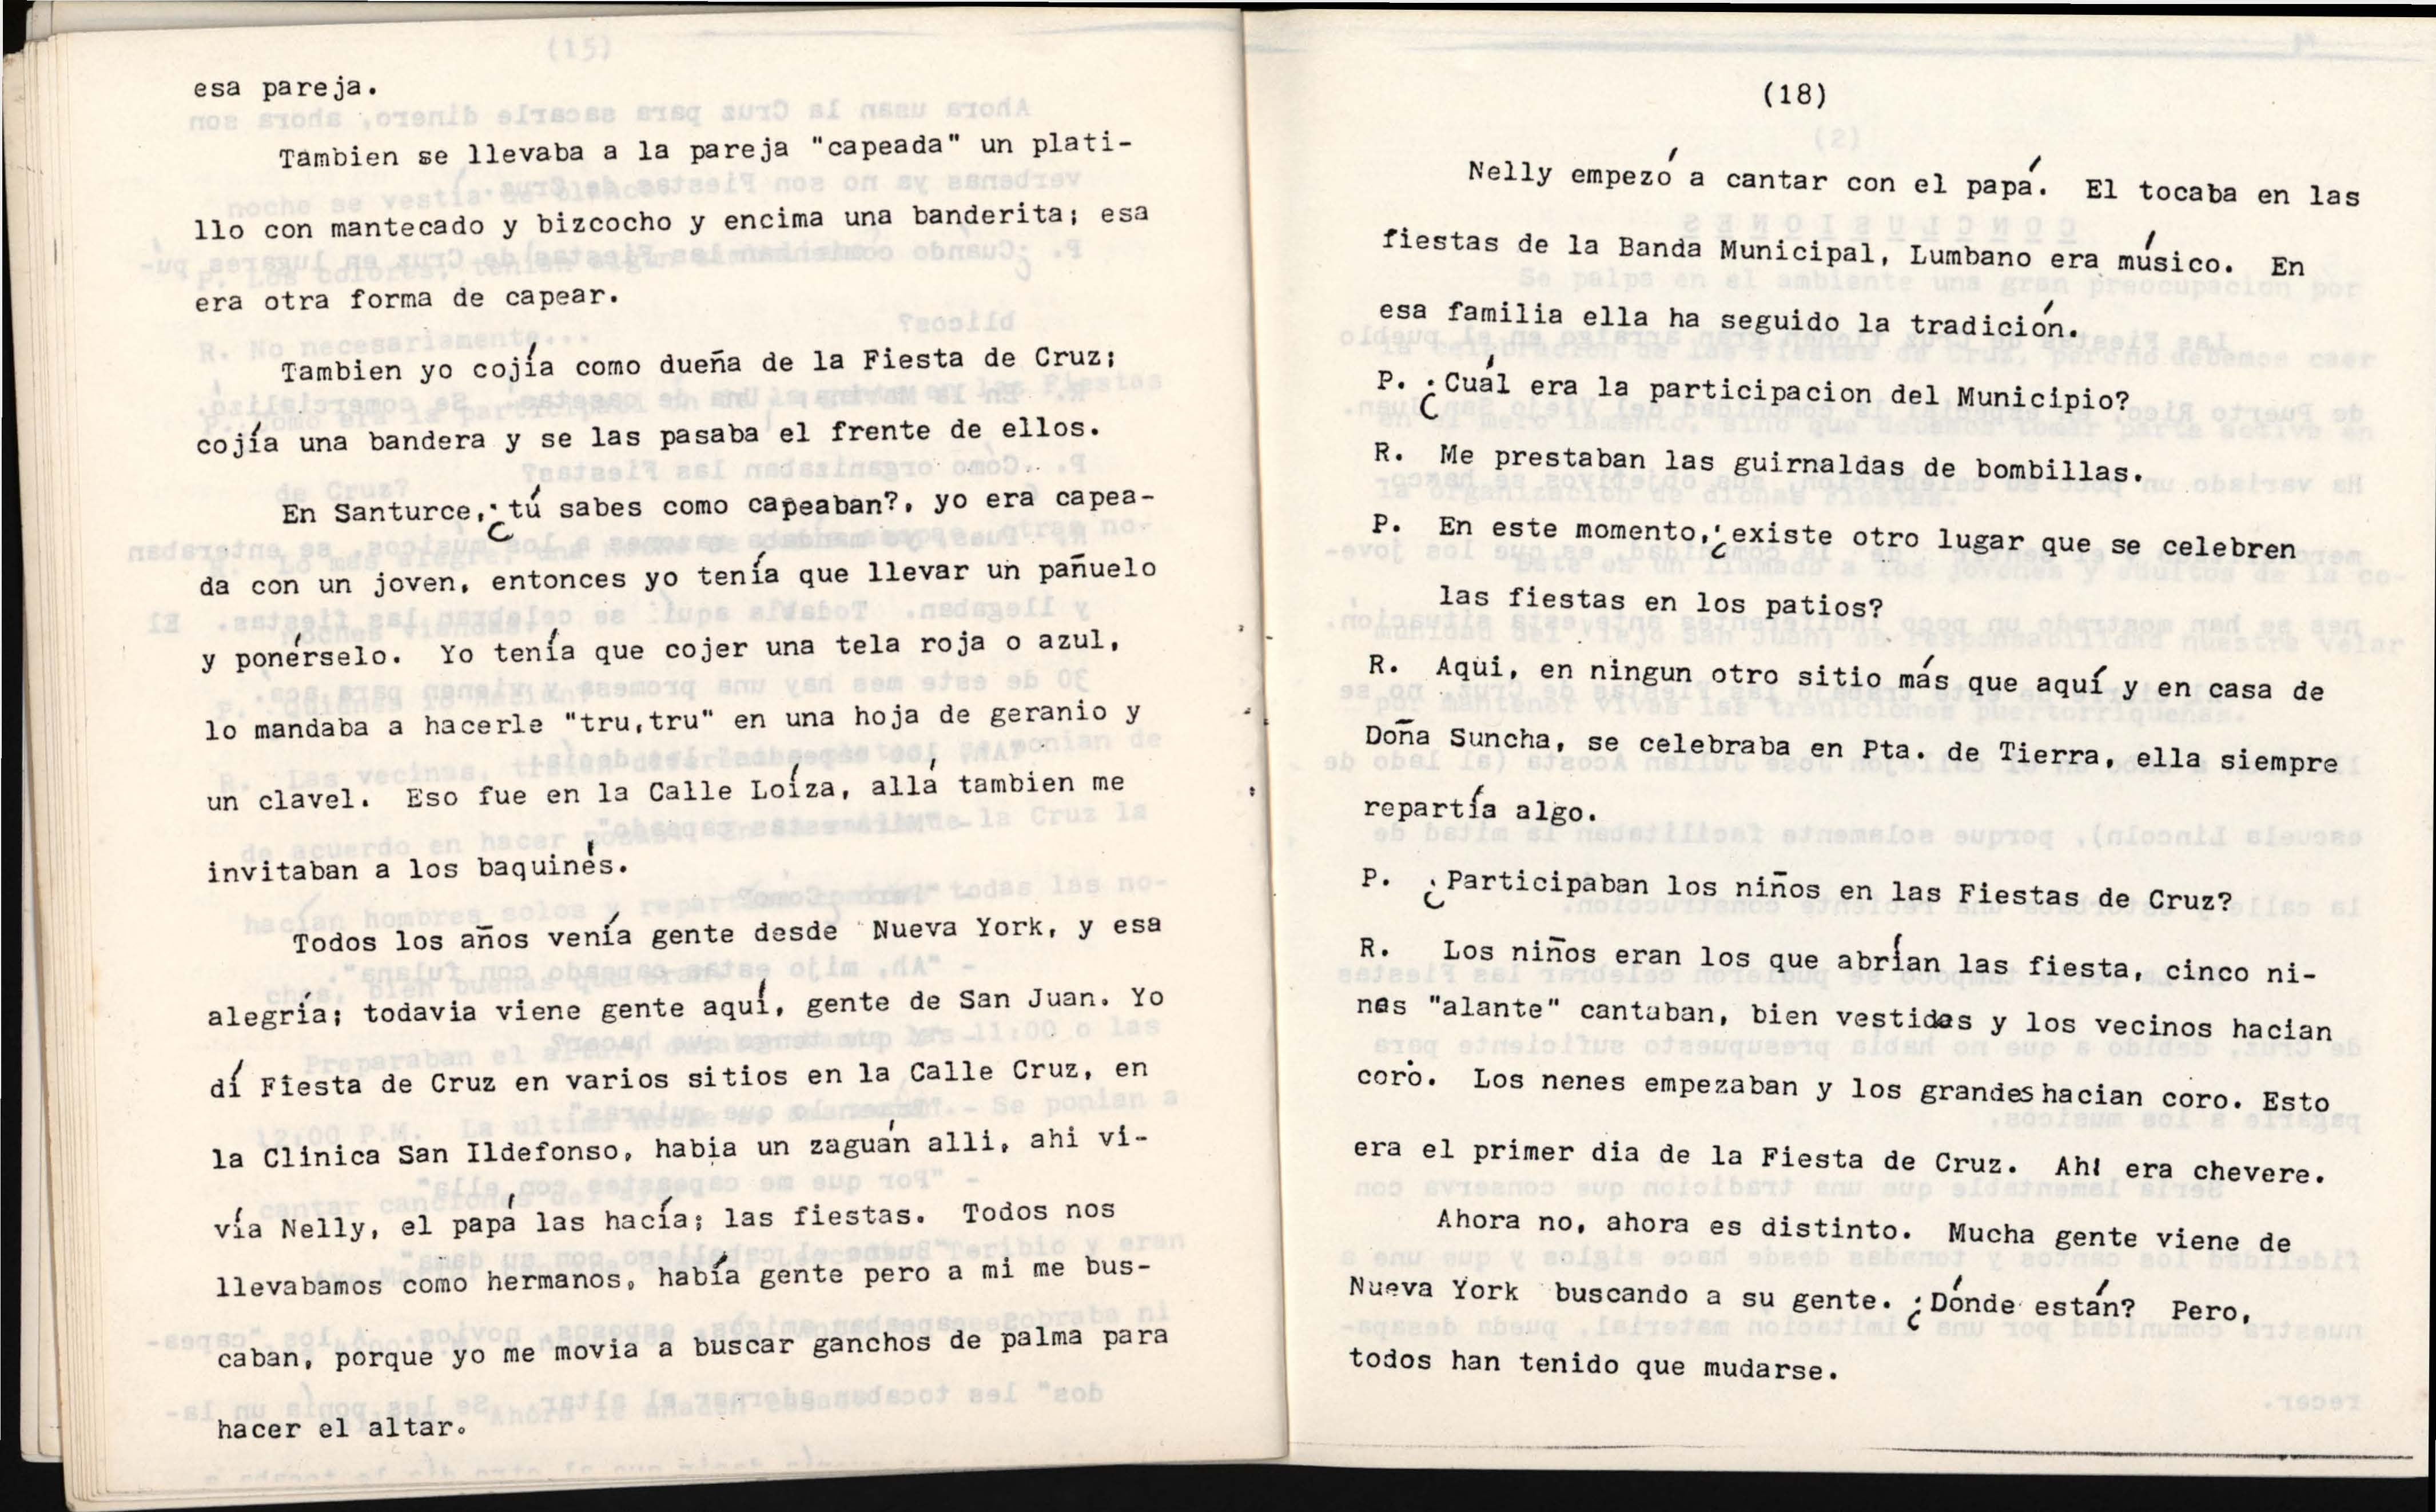 esa pareja.
Tambien se llevaba a la pareja "capeada" un plati-
llo con mantecado y bizcocho y encima una banderita; esa
era otra forma de capear.
Tambien yo cojía como dueña de la Fiesta de Cruz;
cojía una bandera y se las pasaba el frente de ellos.
En Santurce, ¿tú sabes como capeaban?, yo era capea-
da con un joven, entonces yo tenía que llevar un pañuelo
y ponérselo. Yo tenía que cojer una tela roja o azul,
lo mandaba a hacerle "tru,tru" en una hoja de geranio y
un clavel. Eso fue en la Calle Loíza, allá tambien me
invitaban a los baquinés.
Todos los años venía gente desde Nueva York, y esa
alegría; todavia viene gente aquí, gente de San Juan. Yo
dí Fiesta de Cruz en varios sitios en la Calle Cruz, en
la Clinica San Ildefonso, habia un zaguán alli, ahi vi-
vía Nelly, el papá las hacía; las fiestas. Todos nos
llevabamos como hermanos, había gente pero a mi me bus-
caban, porque yo me movia a buscar ganchos de palma para
hacer el altar.
(18)
Nelly empezó a cantar con el papá. El tocaba en las
fiestas de la Banda Municipal, Lumbano era músico. En
esa familia ella ha seguido la tradición.
P. ¿Cuál era la participacion del Municipio?
R. Me prestaban las guirnaldas de bombillas.
P. En este momento, ¿existe otro lugar que se celebren
las fiestas en los patios?
R. Aqui, en ningun otro sitio más que aquí y en casa de
Doña Suncha, se celebraba en Pta. de Tierra, ella siempre
repartía algo.
P. ¿Participaban los niños en las Fiestas de Cruz?
R. Los niños eran los que abrían las fiesta, cinco ni-
nas "alante" cantaban, bien vestidas y los vecinos hacian
coro. Los nenes empezaban y los grandes hacian coro. Esto
era el primer dia de la Fiesta de Cruz. Ah! era chevere.
Ahora no, ahora es distinto. Mucha gente viene de
Nueva York buscando a su gente. ¿Dónde están? Pero,
todos han tenido que mudarse.